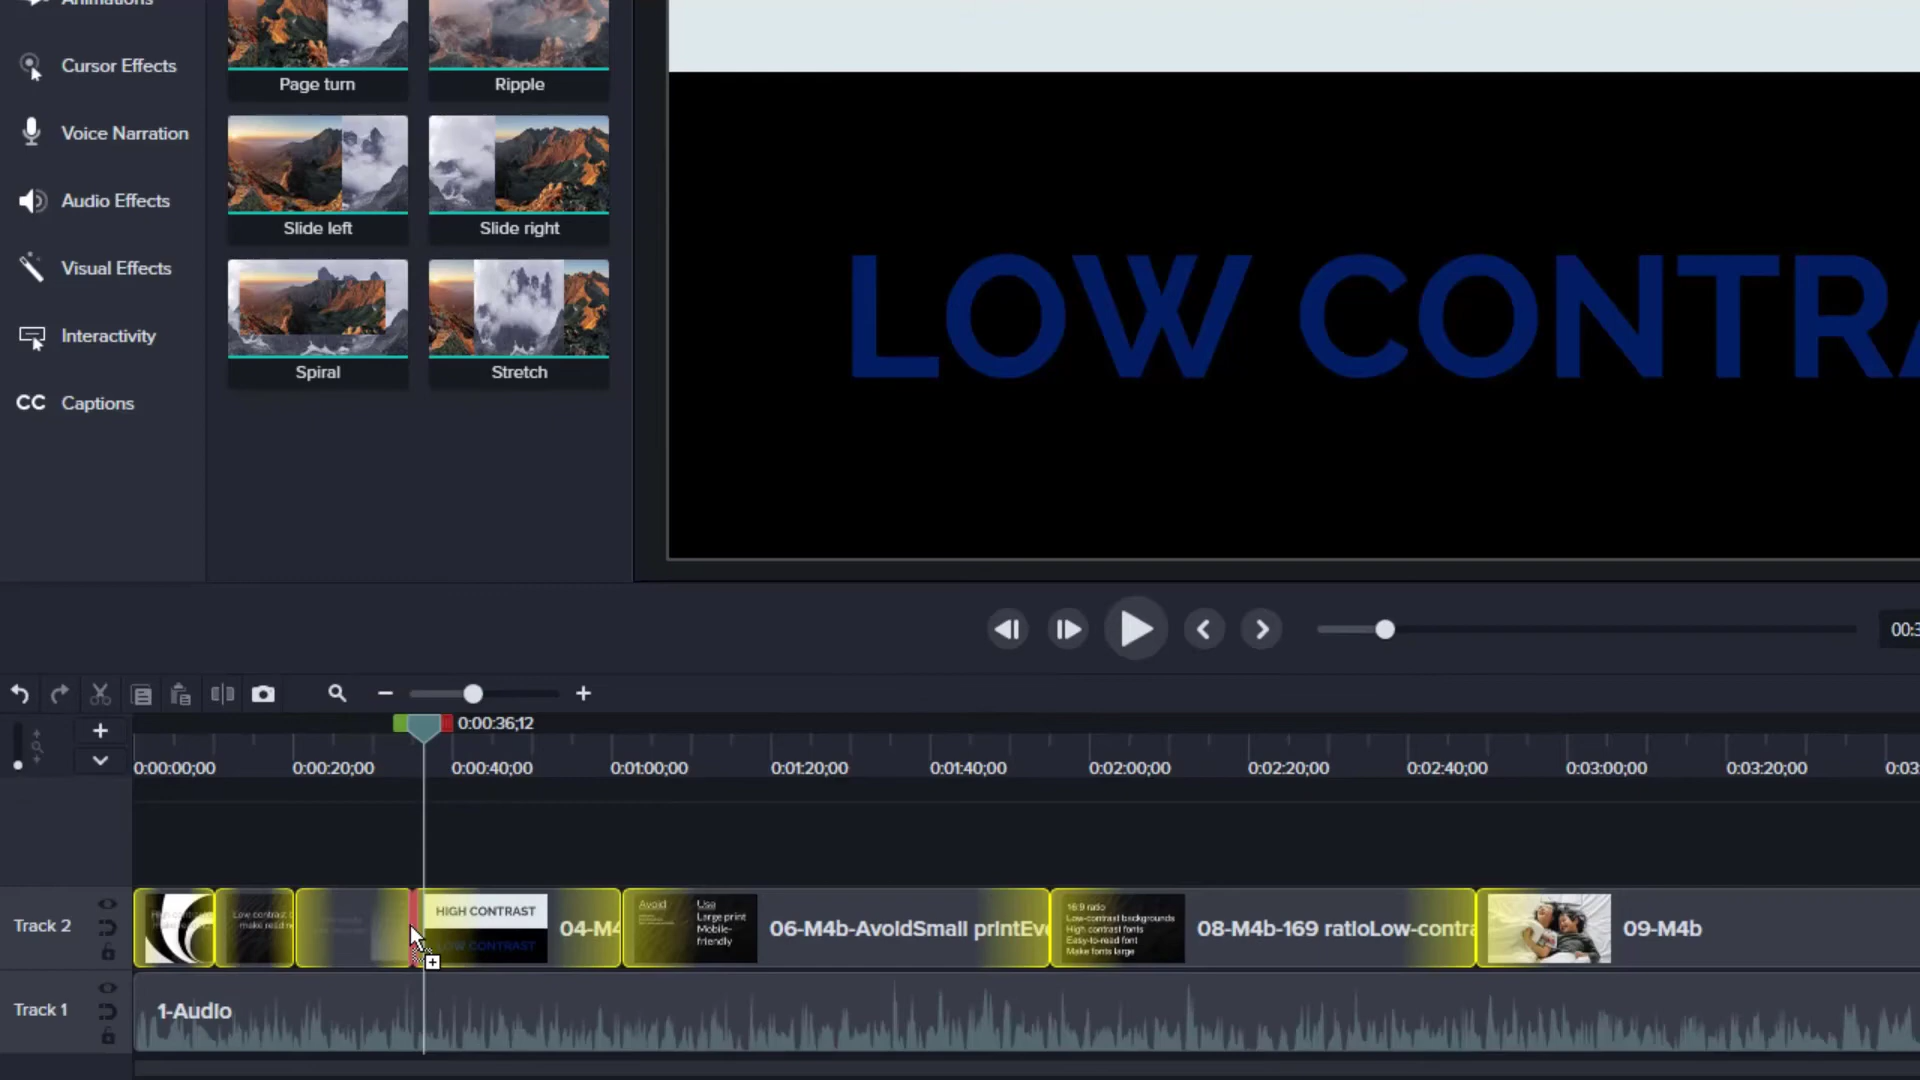 Cursor Effects
Voice Narration
Audio Effects
Visual Effects
Interactivity
CC Captions
Page turn
Ripple
Slide left
Slide right
Spiral
Stretch
LOW CONTRA
00:3
0:00:36;12
0:00:00;00
0:00:20;00
0:00:40;00
0:01:00;00
0:01:20;00
0:01:40;00
0:02:00;00
0:02:20;00
0:02:40;00
0:03:00;00
0:03:20;00
0:03
Track 2
Low contrast
make read
HIGH CONTRAST
LOW CONTRAST
04-M4
Avoid
Use
Large print
Mobile-
friendly
06-M4b-AvoidSmall printEv
16:9 ratio
Low-contrast backgrounds
High contrast fonts
Easy-to-read font
Make fonts large
08-M4b-169 ratioLow-contra
09-M4b
Track 1
1-Audio